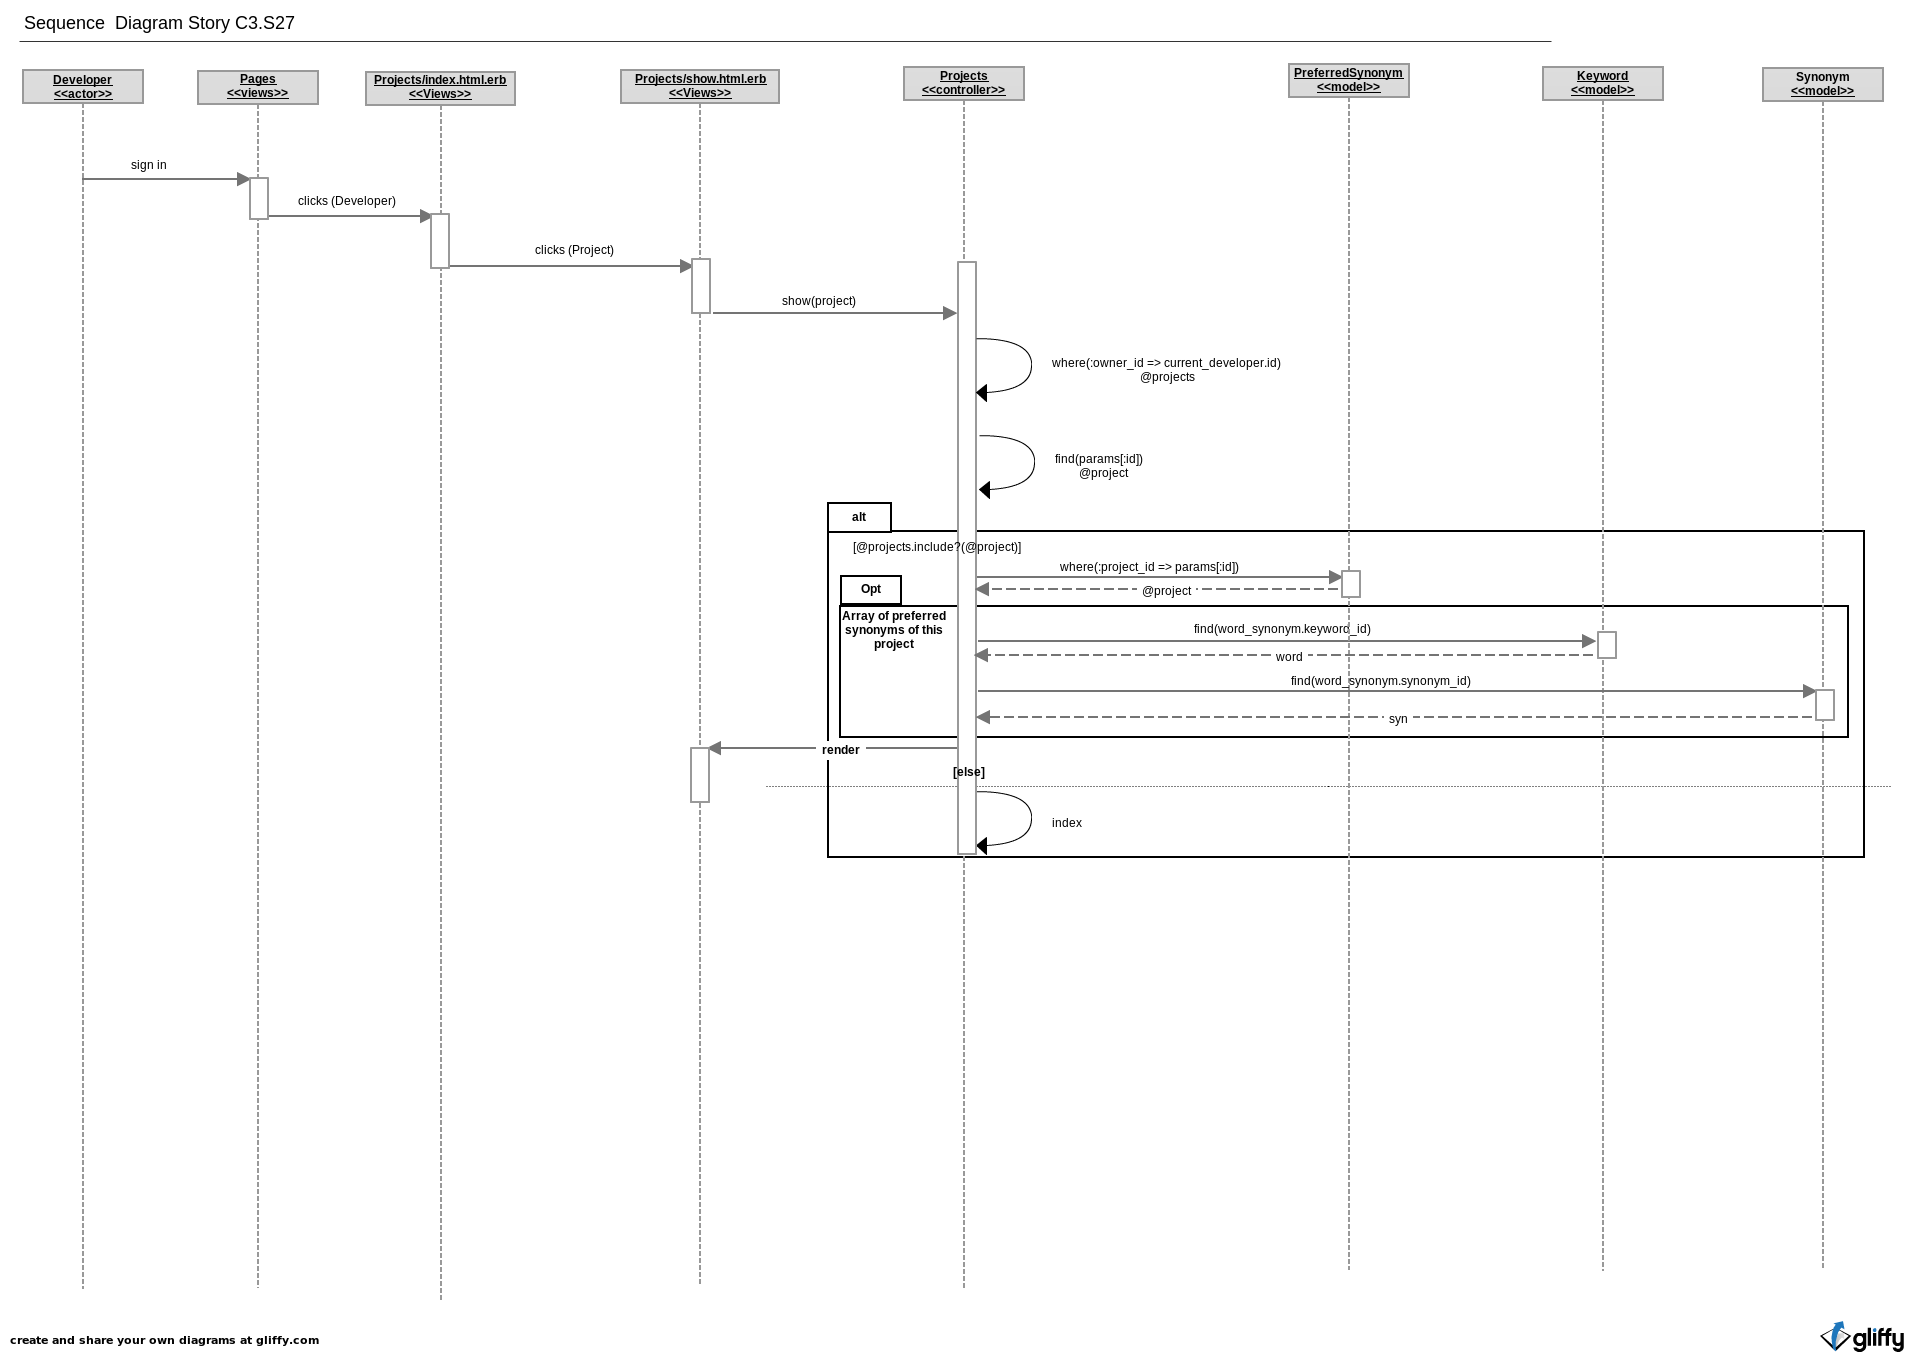 Sequence  Diagram Story C3.S27
Developer
<<actor>>
Pages
<<views>>
Projects/index.html.erb
<<Views>>
Projects/show.html.erb
<<Views>>
Projects
<<controller>>
PreferredSynonym
<<model>>
Keyword
<<model>>
Synonym
<<model>>
sign in
clicks (Developer)
clicks (Project)
show(project)
where(:owner_id => current_developer.id)
@projects
find(params[:id])
@project
alt
[@projects.include?(@project)]
where(:project_id => params[:id])
@project
Opt
Array of preferred
synonyms of this
project
find(word_synonym.keyword_id)
word
find(word_synonym.synonym_id)
syn
render
[else]
index
create and share your own diagrams at gliffy.com
gliffy